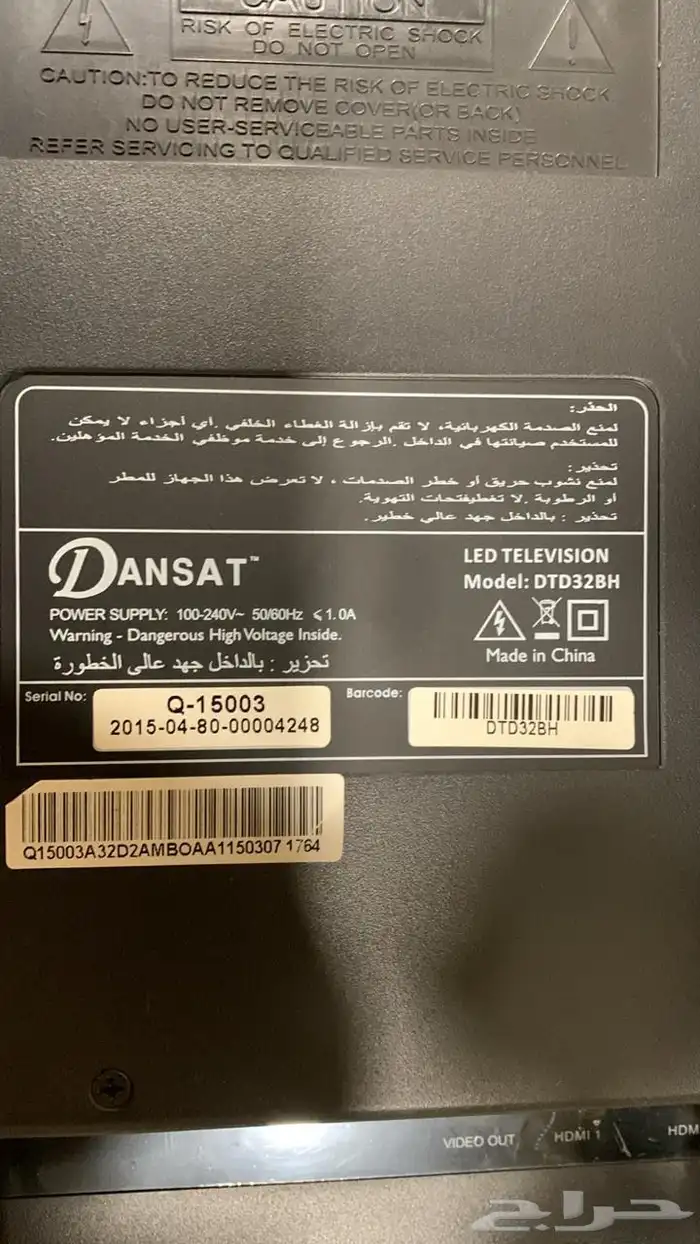 CAUTION
RISK OF ELECTRIC SHOCK
DO NOT OPEN
CAUTION:TO REDUCE THE RISK OF ELECTRIC SHOCK
DO NOT REMOVE COVER(OR BACK)
NO USER-SERVICEABLE PARTS INSIDE
REFER SERVICING TO QUALIFIED SERVICE PERSONNEL
الحذر:
لمنع الصدمة الكهربائية، لا تقم بإزالة الغطاء الخلفي .أي أجزاء لا يمكن
للمستخدم صيانتها في الداخل .الرجوع إلى خدمة موظفي الخدمة المؤهلين.
تحذير:
لمنع نشوب حريق أو خطر الصدمات ، لا تعرض هذا الجهاز للمطر
أو الرطوبة .لا تغطيفتحات التهوية.
تحذير : بالداخل جهد عالي خطير.
DANSAT™
LED TELEVISION
Model: DTD32BH
POWER SUPPLY: 100-240V~ 50/60Hz ⩽1.0A
Warning - Dangerous High Voltage Inside.
تحزير : بالداخل جهد عالى الخطورة
Made in China
Serial No:
Q-15003
2015-04-80-00004248
Barcode:
DTD32BH
Q15003A32D2AMBOAA1150307 1764
VIDEO OUT
HDMI 1
HDM
حراج